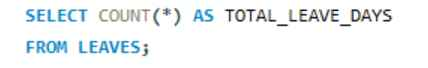 SELECT COUNT(*) AS TOTAL_LEAVE_DAYS
FROM LEAVES;